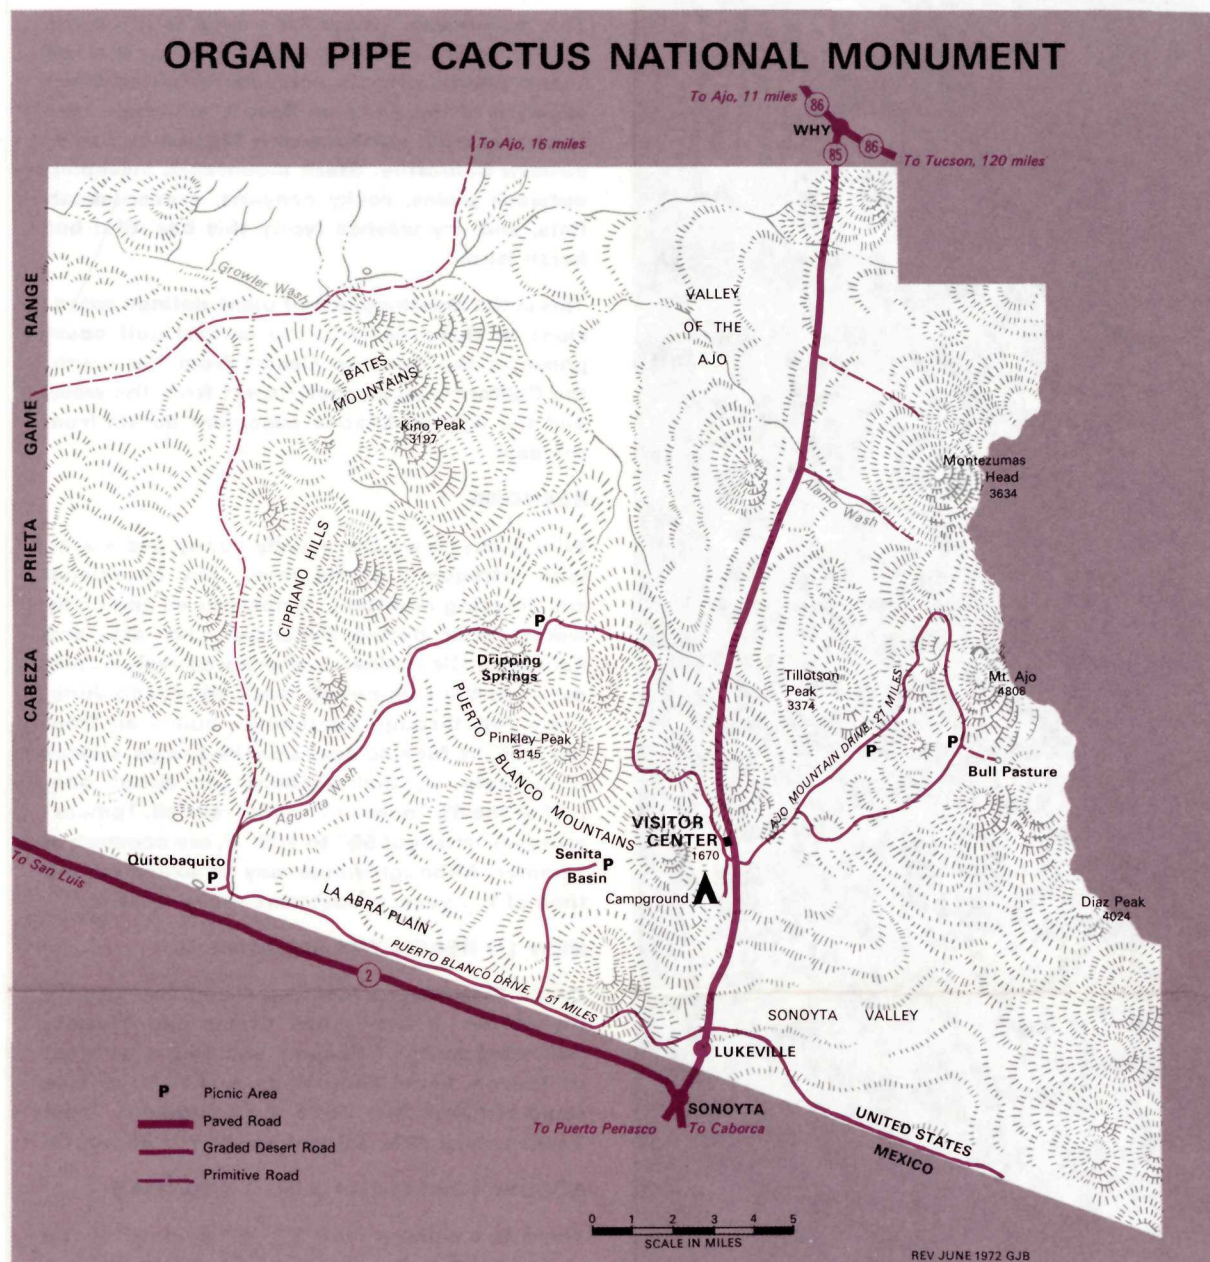 ORGAN PIPE CACTUS NATIONAL MONUMENT
To Ajo, 11 miles
86
WHY
85
86
To Tucson, 120 miles
To Ajo, 16 miles
Growler Wash
VALLEY
OF THE
AJO
BATES
MOUNTAINS
Kino Peak
3197
CABEZA PRIETA GAME RANGE
Montezumas
Head
3634
Alamo Wash
CIPRIANO HILLS
P
Dripping
Springs
Tillotson
Peak
3374
Mt. Ajo
4808
PUERTO BLANCO MOUNTAINS
Pinkley Peak
3145
AJO MOUNTAIN DRIVE, 21 MILES
P
P
Bull Pasture
Aguajita Wash
VISITOR
CENTER
1670
To San Luis
Quitobaquito
P
Senita
Basin
P
Campground
LA ABRA PLAIN
Diaz Peak
4024
PUERTO BLANCO DRIVE, 51 MILES
2
SONOYTA VALLEY
LUKEVILLE
SONOYTA
To Puerto Penasco
To Caborca
UNITED STATES
MEXICO
P Picnic Area
Paved Road
Graded Desert Road
Primitive Road
0 1 2 3 4 5
SCALE IN MILES
REV JUNE 1972 GJB